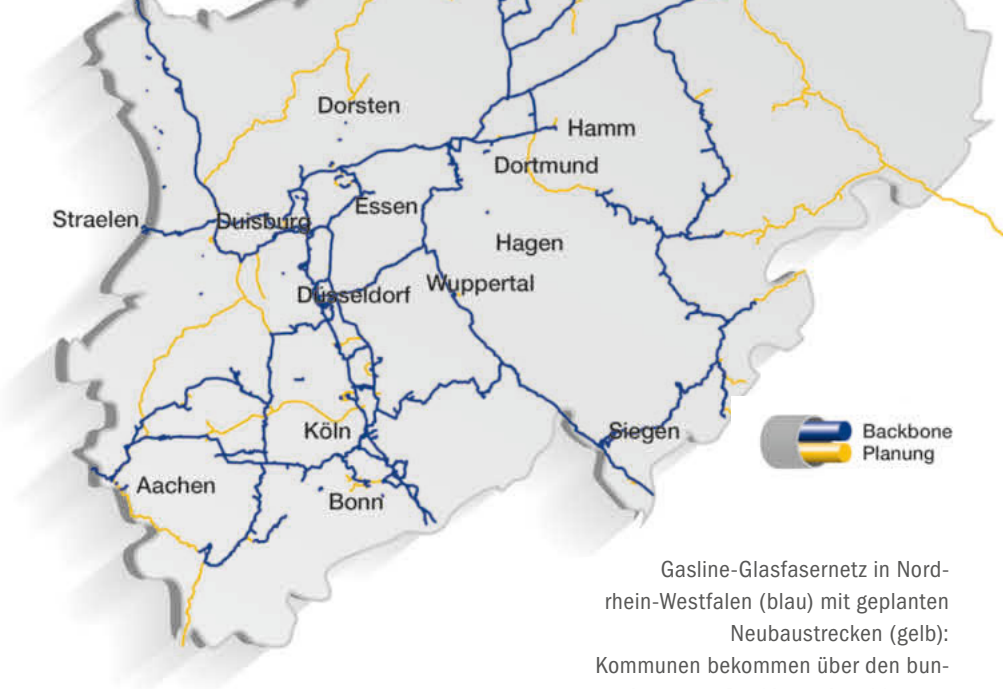 Dorsten
Hamm
Dortmund
Straelen
Duisburg
Essen
Hagen
Wuppertal
Düsseldorf
Köln
Siegen
Aachen
Bonn
Backbone
Planung
Gasline-Glasfasernetz in Nord-
rhein-Westfalen (blau) mit geplanten
Neubaustrecken (gelb):
Kommunen bekommen über den bun-